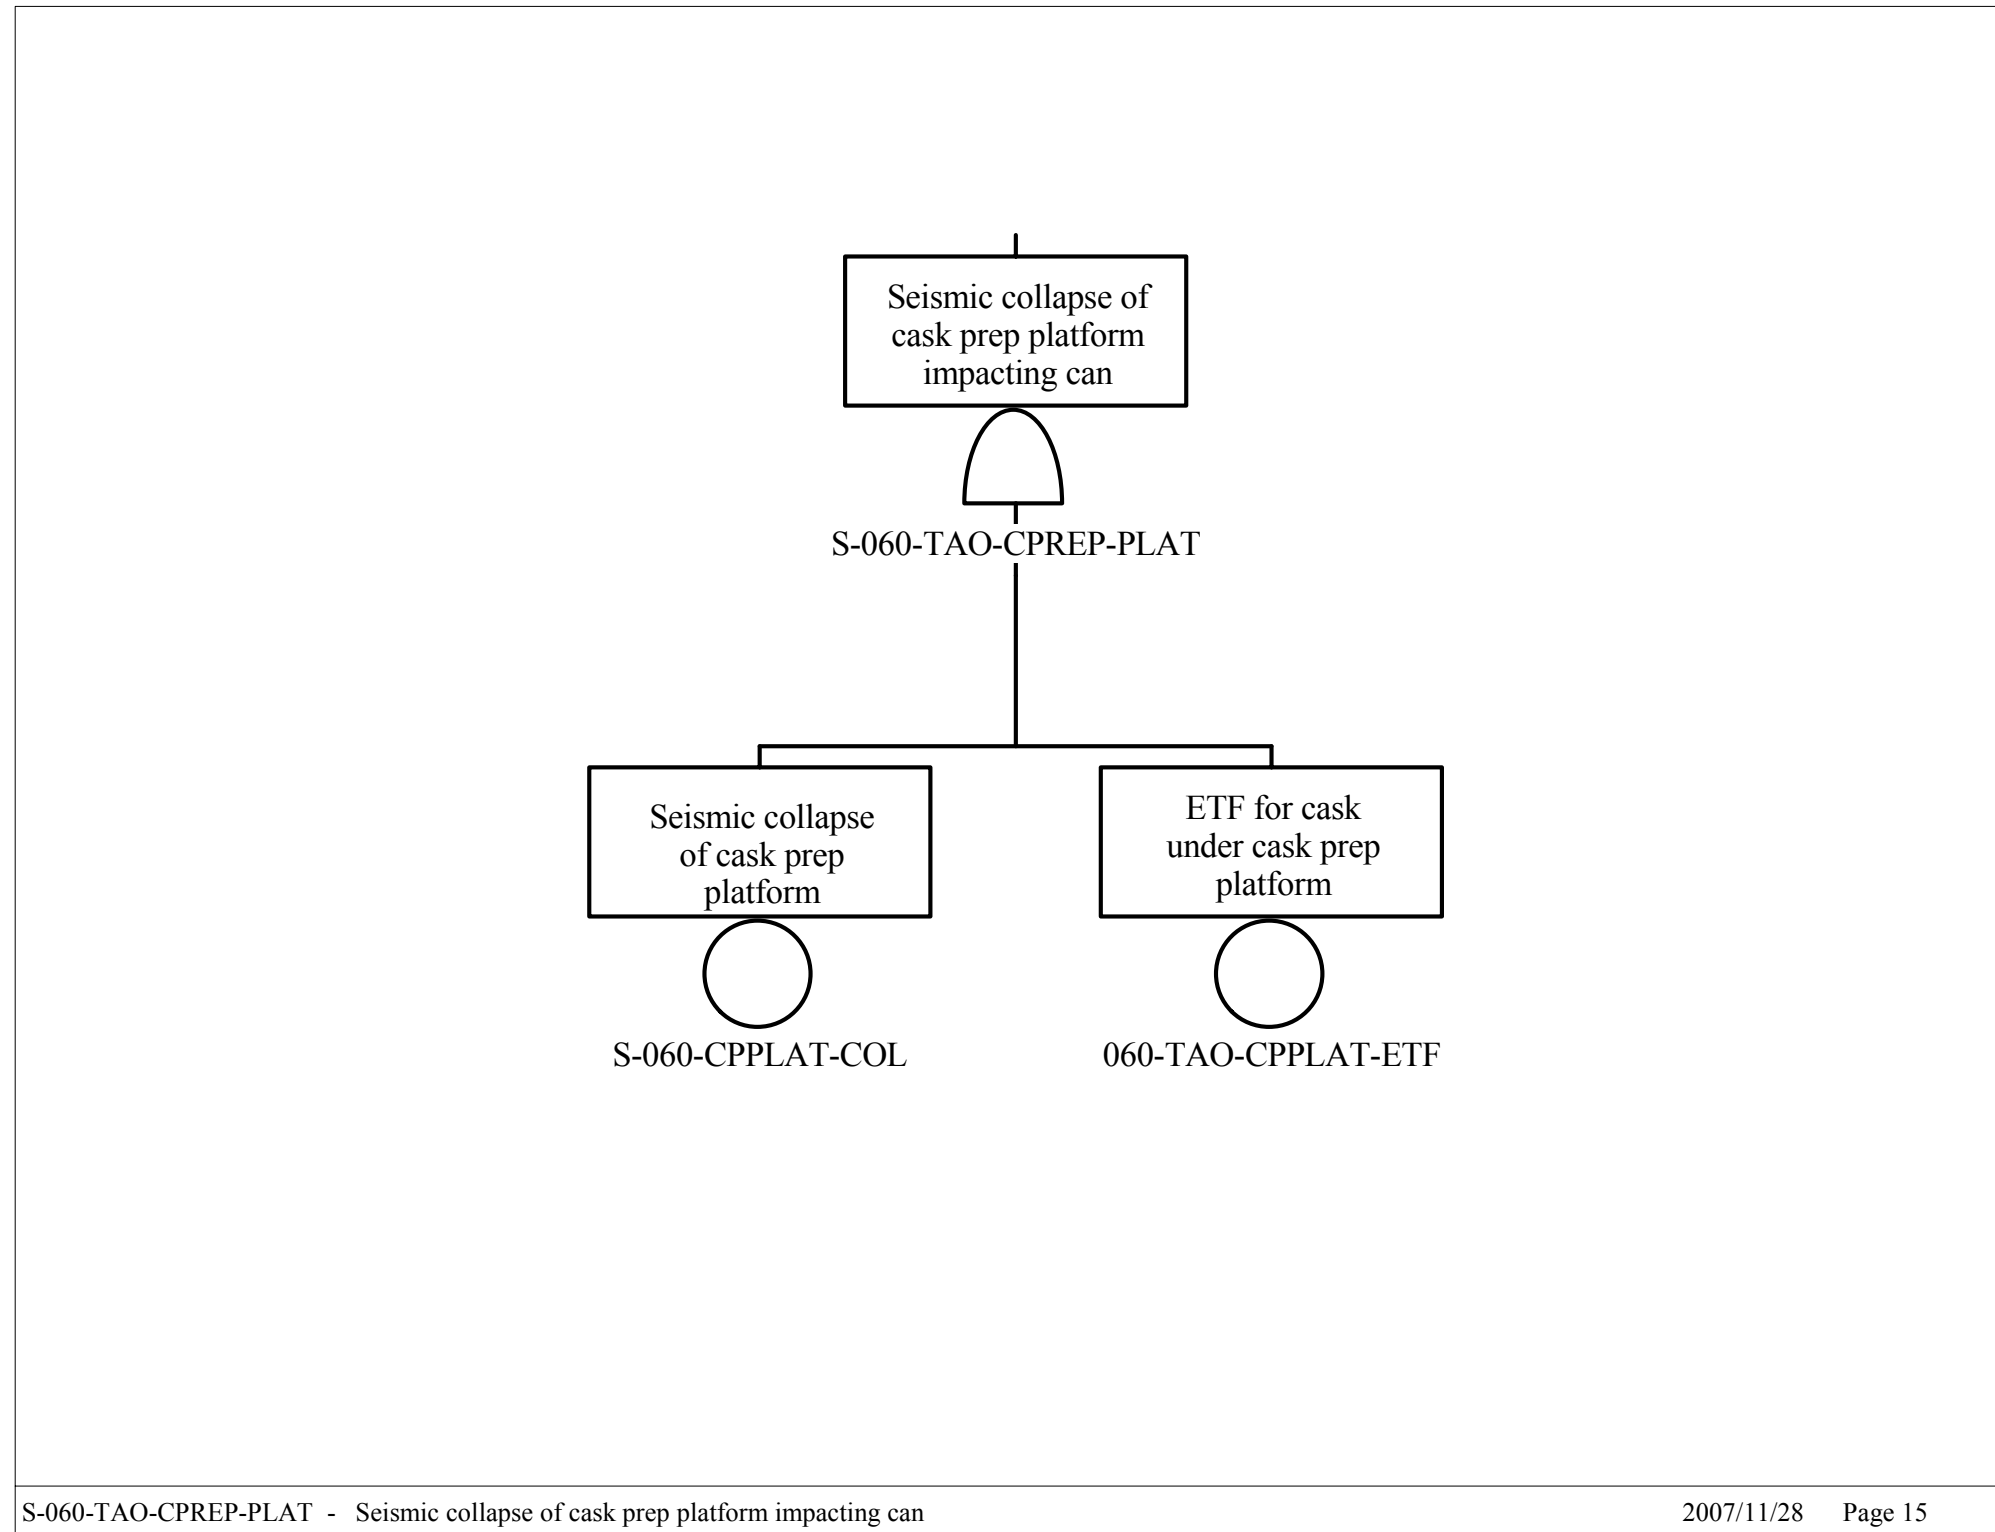 Seismic collapse of
cask prep platform
impacting can
S-060-TAO-CPREP-PLAT
Seismic collapse
of cask prep
platform
S-060-CPPLAT-COL
ETF for cask
under cask prep
platform
060-TAO-CPPLAT-ETF
S-060-TAO-CPREP-PLAT - Seismic collapse of cask prep platform impacting can
2007/11/28 Page 15